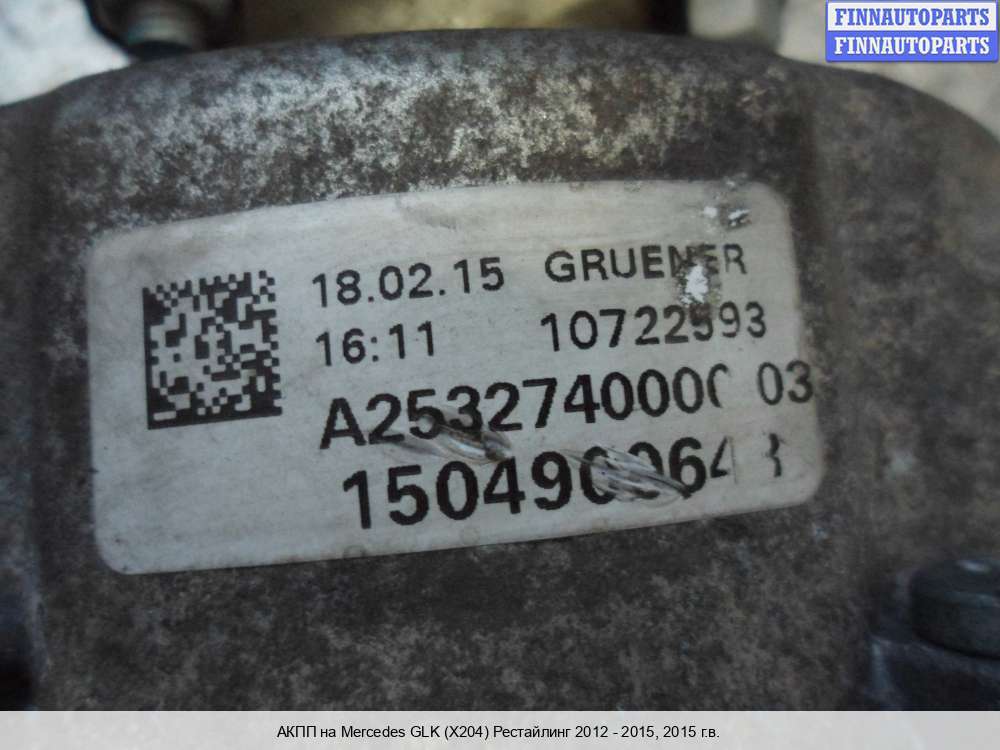 FINNAUTOPARTS
FINNAUTOPARTS
18.02.15 GRUENER
16:11 10722593
A2532740000 03
АКПП на Mercedes GLK (X204) Рестайлинг 2012 - 2015, 2015 г.в.